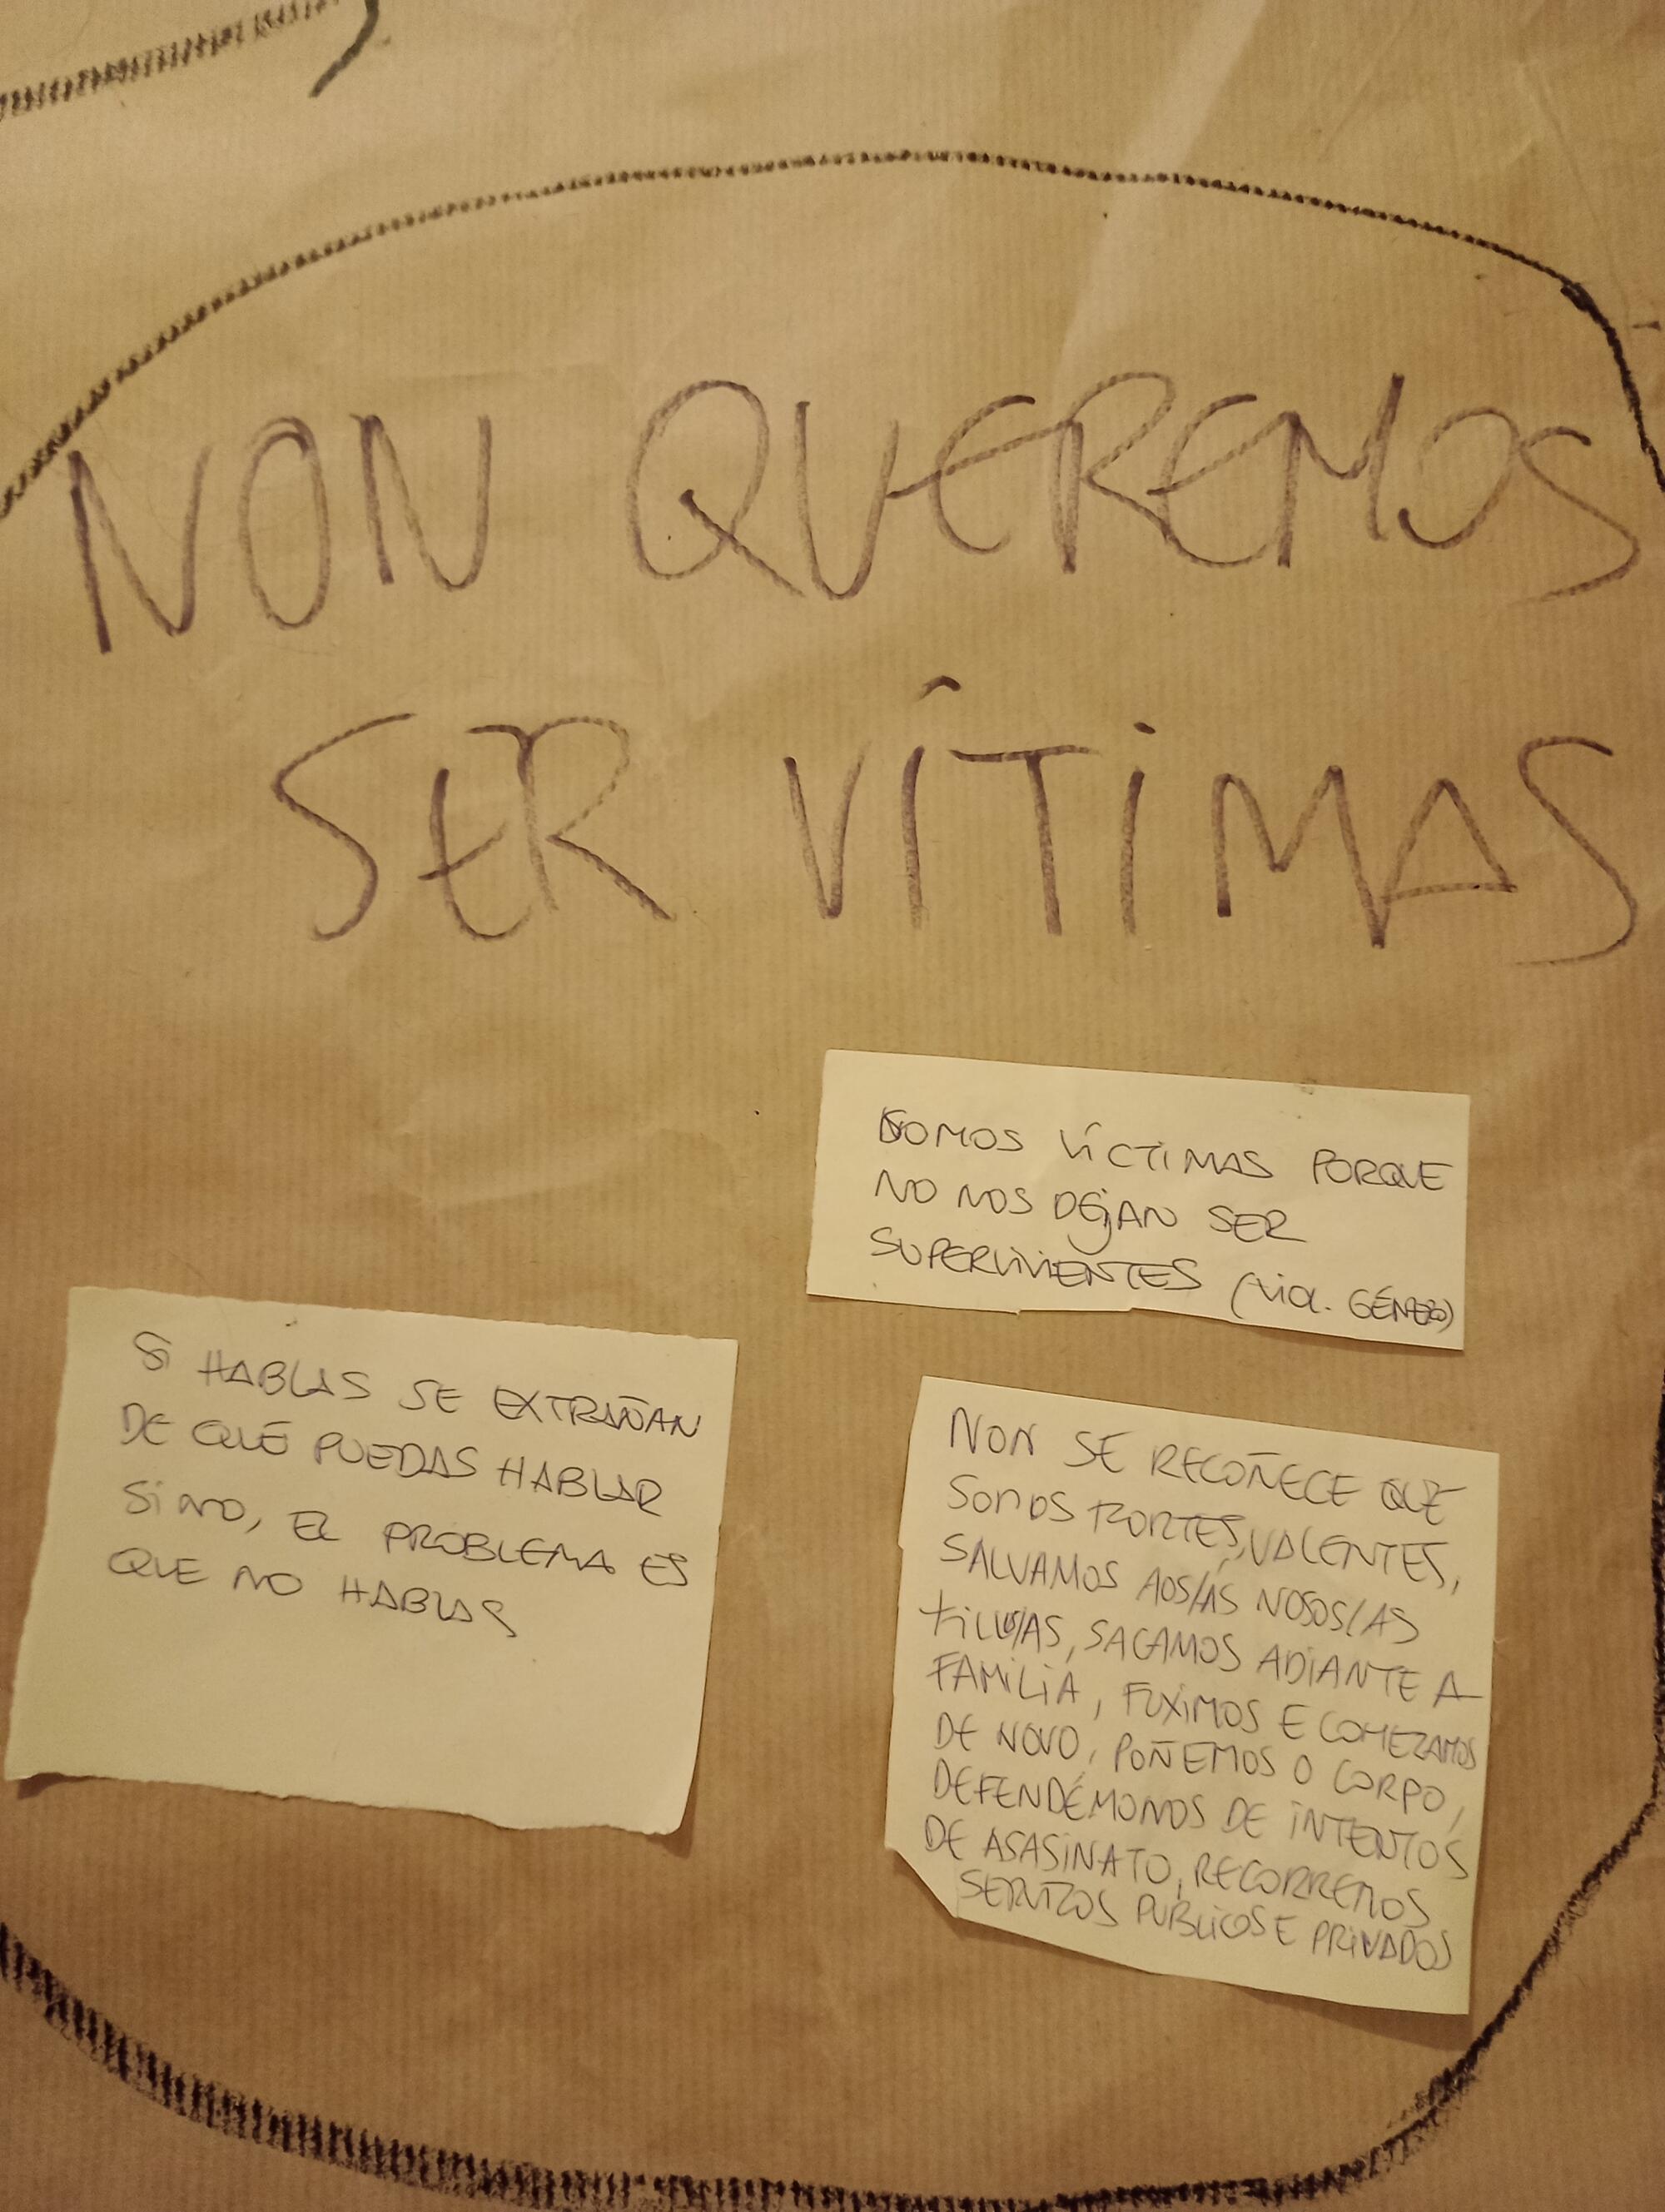 NON QUEREMOS
SER VÍTIMAS
SOMOS VÍCTIMAS PORQUE
NO NOS DEJAN SER
SUPERVIVIENTES (VIOL. GÉNERO)
SI HABLAS SE EXTRAÑAN
DE QUÉ PUEDAS HABLAR
SI NO, EL PROBLEMA ES
QUE NO HABLAS
NON SE RECOÑECE QUE
SOMOS FORTES, VALENTES,
SALVAMOS AOS/ÁS NOSOS/AS
FILLOS/AS, SACAMOS ADIANTE A
FAMILIA, FUXIMOS E COMEZAMOS
DE NOVO, POÑEMOS O CORPO,
DEFENDÉMONOS DE INTENTOS
DE ASASINATO, RECORREMOS
SERVIZOS PÚBLICOS E PRIVADOS